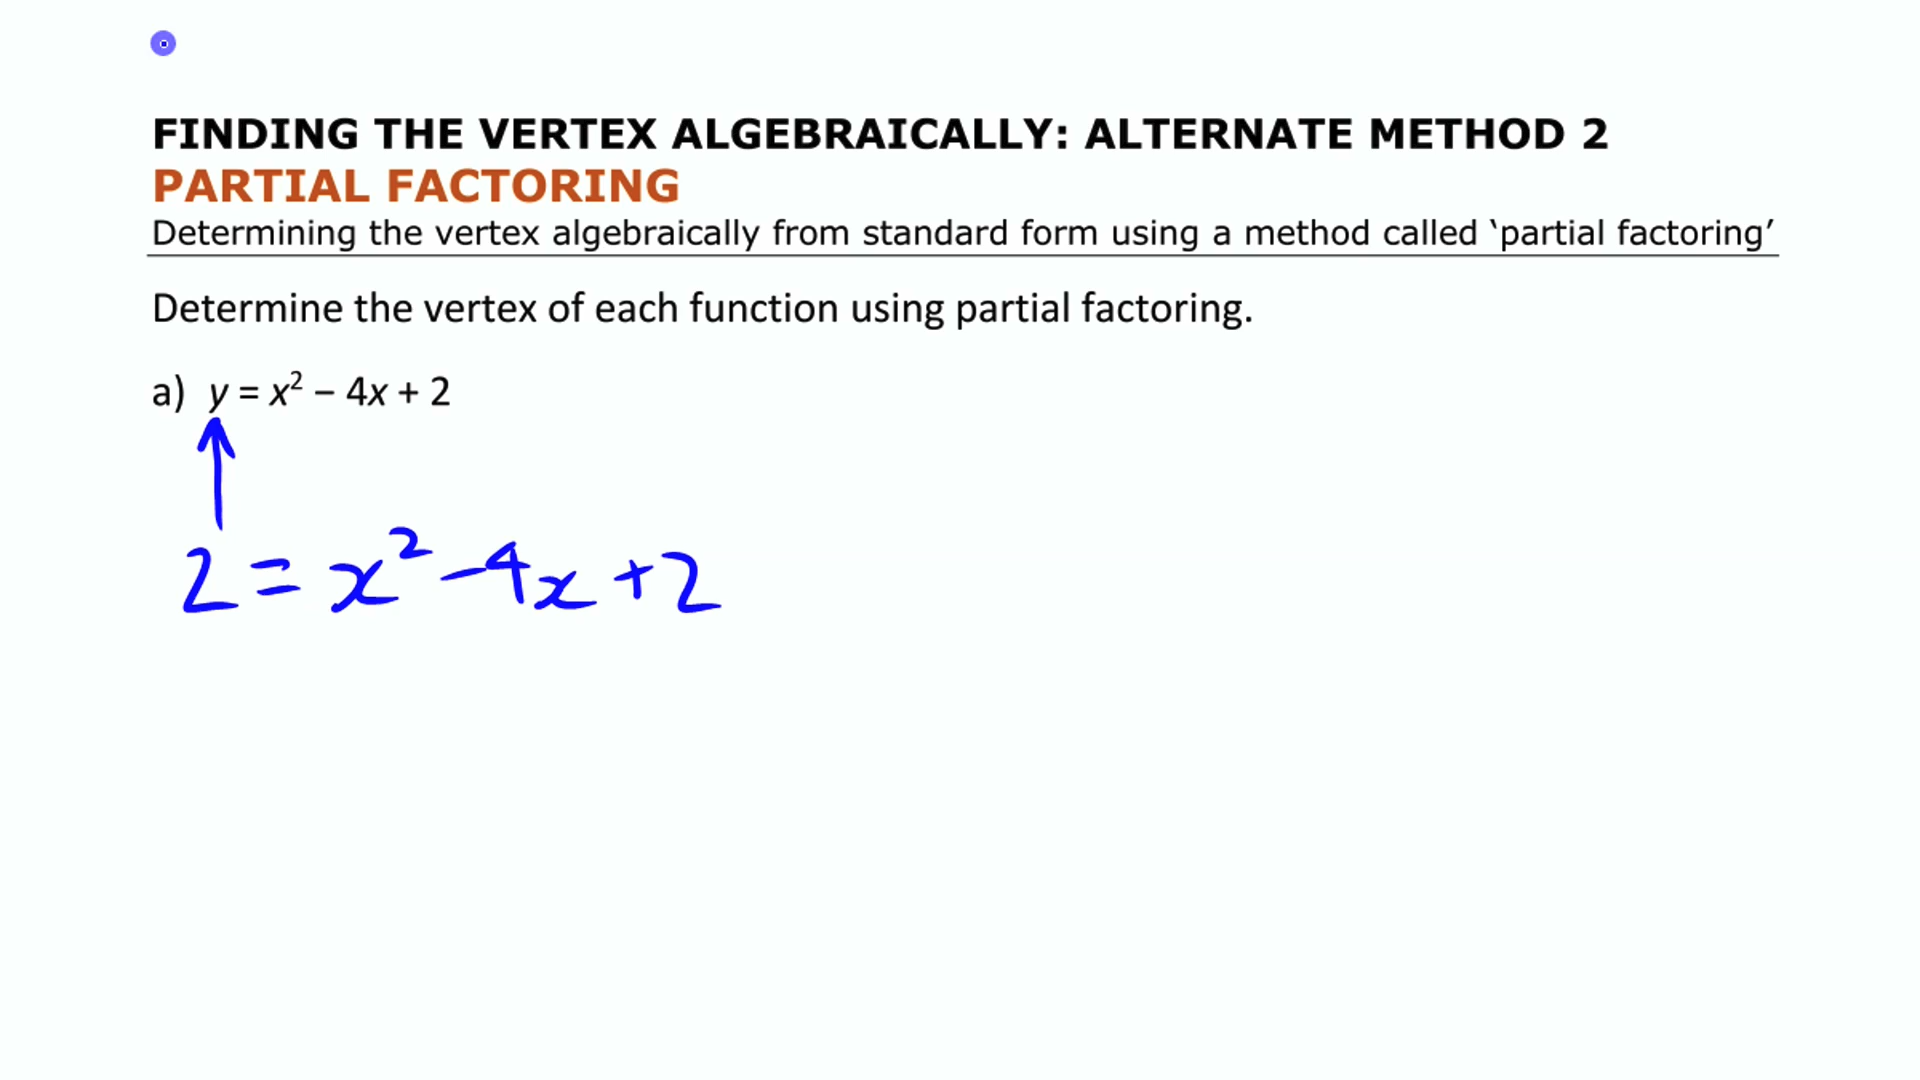 FINDING THE VERTEX ALGEBRAICALLY: ALTERNATE METHOD 2
PARTIAL FACTORING
Determining the vertex algebraically from standard form using a method called ‘partial factoring’
Determine the vertex of each function using partial factoring.
a) y = x² − 4x + 2
2 = x² - 4x + 2